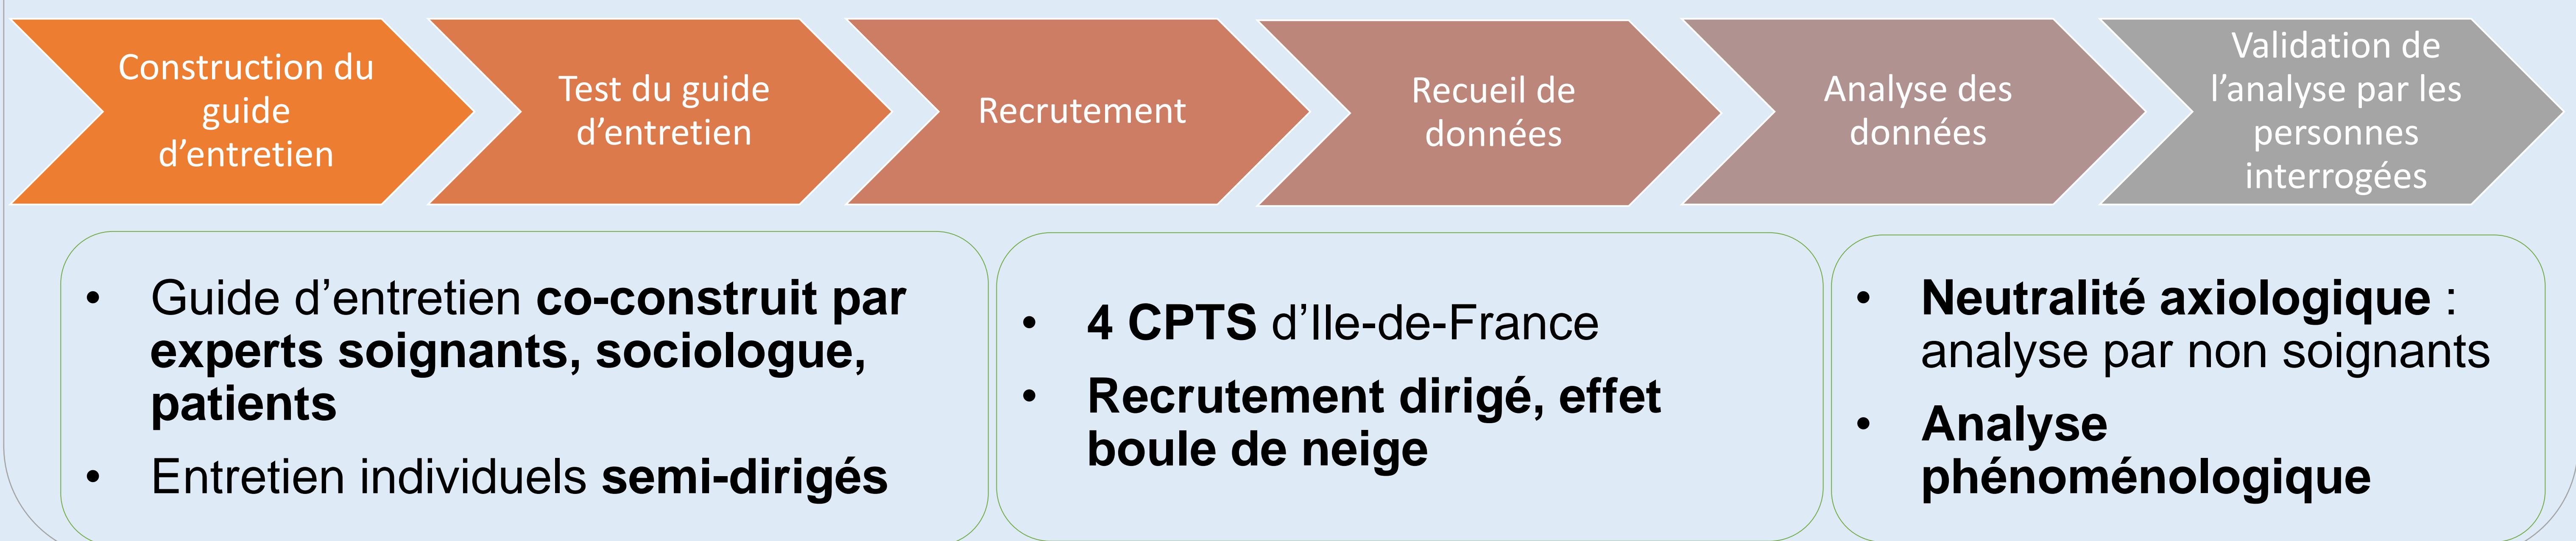 Construction du
guide
d’entretien
Test du guide
d’entretien
Recrutement
Recueil de
données
Analyse des
données
Validation de
l’analyse par les
personnes
interrogées
• Guide d’entretien co-construit par
experts soignants, sociologue,
patients
• Entretien individuels semi-dirigés
• 4 CPTS d’Ile-de-France
• Recrutement dirigé, effet
boule de neige
• Neutralité axiologique :
analyse par non soignants
• Analyse
phénoménologique